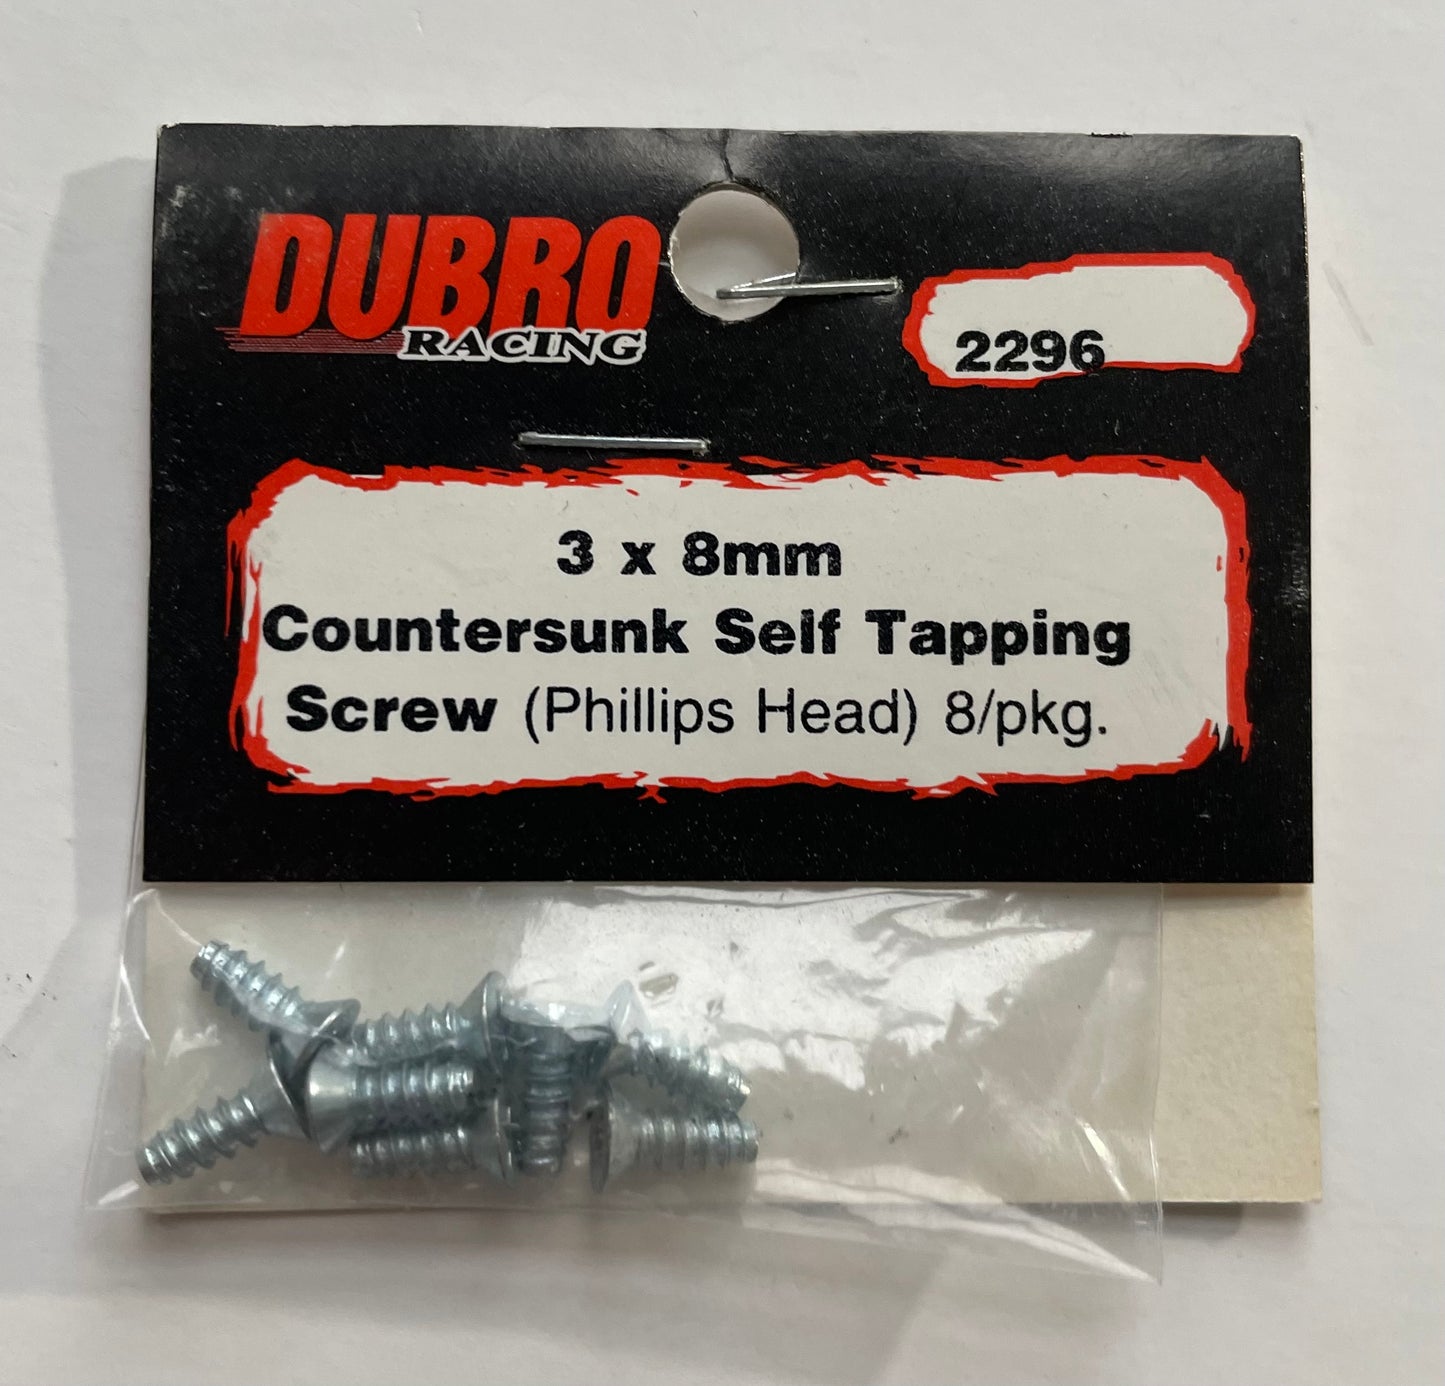 DUBRO
RACING
2296
3 x 8mm
Countersunk Self Tapping
Screw (Phillips Head) 8/pkg.